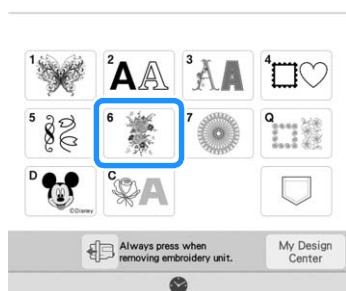 1 2 AA 3 AA 4
5 6 7 Q
D ©Disney C A
Always press when
removing embroidery unit.
My Design
Center